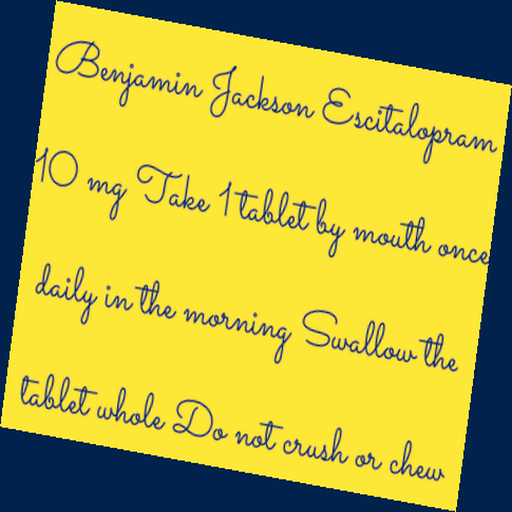 Benjamin Jackson Escitalopram
10 mg Take 1 tablet by mouth once
daily in the morning Swallow the
tablet whole Do not crush or chew